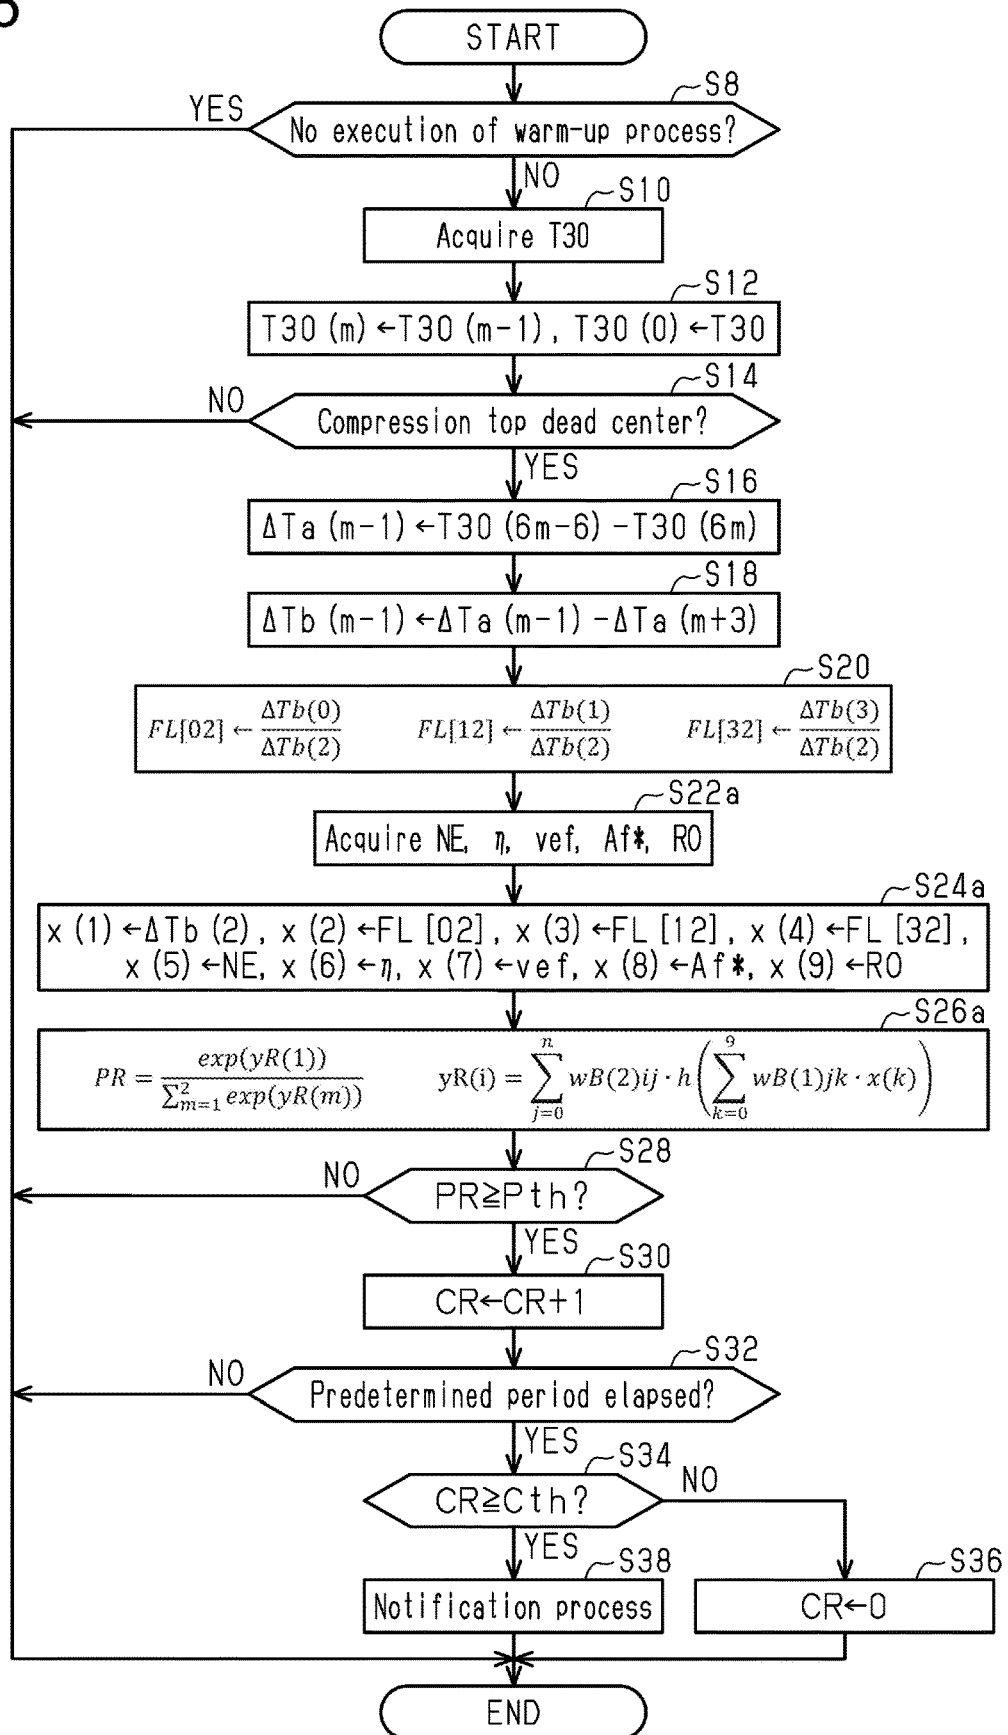 START
S8
YES
No execution of warm-up process?
NO
S10
Acquire T30
S12
T30 (m) ←T30 (m-1) , T30 (0) ←T30
S14
NO
Compression top dead center?
YES
S16
ΔTa (m-1) ←T30 (6m-6) -T30 (6m)
S18
ΔTb (m-1) ←ΔTa (m-1) -ΔTa (m+3)
S20
FL[02] ← ΔTb(0)/ΔTb(2) FL[12] ← ΔTb(1)/ΔTb(2) FL[32] ← ΔTb(3)/ΔTb(2)
S22a
Acquire NE, η, vef, Af*, RO
S24a
x (1) ←ΔTb (2) , x (2) ←FL [02] , x (3) ←FL [12] , x (4) ←FL [32] ,
x (5) ←NE, x (6) ←η, x (7) ←vef, x (8) ←Af*, x (9) ←RO
S26a
PR = exp(yR(1)) / ∑_{m=1}^{2} exp(yR(m)) yR(i) = ∑_{j=0}^{n} wB(2)ij · h( ∑_{k=0}^{9} wB(1)jk · x(k) )
S28
NO
PR≧Pth?
YES
S30
CR←CR+1
S32
NO
Predetermined period elapsed?
YES
S34
CR≧Cth?
NO
YES
S38
Notification process
S36
CR←0
END